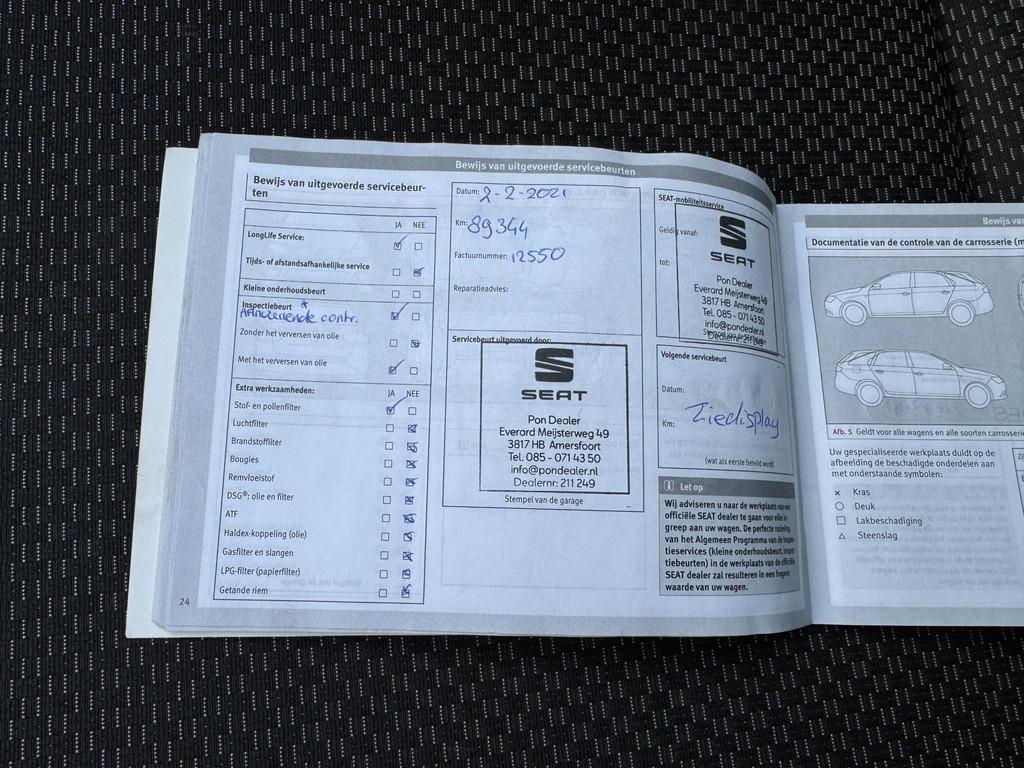 Bewijs van uitgevoerde servicebeurten
Bewijs van uitgevoerde servicebeur-
ten
JA NEE
LongLife Service:
Tijds- of afstandsafhankelijke service
Kleine onderhoudsbeurt
Inspectiebeurt *
contr.
Zonder het verversen van olie
Met het verversen van olie
Extra werkzaamheden: JA NEE
Stof- en pollenfilter
Luchtfilter
Brandstoffilter
Bougies
Remvloeistof
DSG®: olie en filter
ATF
Haldex-koppeling (olie)
Gasfilter en slangen
LPG-filter (papierfilter)
Getande riem
24
Datum: 2-2-2021
Km: 89344
Factuurnummer: 12550
Reparatieadvies:
Servicebeurt uitgevoerd door:
SEAT
Pon Dealer
Everard Meijsterweg 49
3817 HB Amersfoort
Tel. 085 - 071 43 50
info@pondealer.nl
Dealernr: 211 249
Stempel van de garage
SEAT-mobiliteitsservice
Geldig vanaf:
tot:
SEAT
Pon Dealer
Everard Meijsterweg 49
3817 HB Amersfoort
Tel. 085 - 071 43 50
info@pondealer.nl
Dealernr: 211 249
Volgende servicebeurt
Datum:
Km: Ziedisplay
(wat als eerste bereikt wordt)
i Let op
Wij adviseren u naar de werkplaats van een
officiële SEAT dealer te gaan voor elke in-
greep aan uw wagen. De perfecte naleving
van het Algemeen Programma van de Inspec-
tieservices (kleine onderhoudsbeurt, inspec-
tiebeurten) in de werkplaats van de officiële
SEAT dealer zal resulteren in een hogere
waarde van uw wagen.
Bewijs va
Documentatie van de controle van de carrosserie (m
Afb. 5 Geldt voor alle wagens en alle soorten carrosserie
Uw gespecialiseerde werkplaats duidt op de
afbeelding de beschadigde onderdelen aan
met onderstaande symbolen:
× Kras
○ Deuk
□ Lakbeschadiging
△ Steenslag